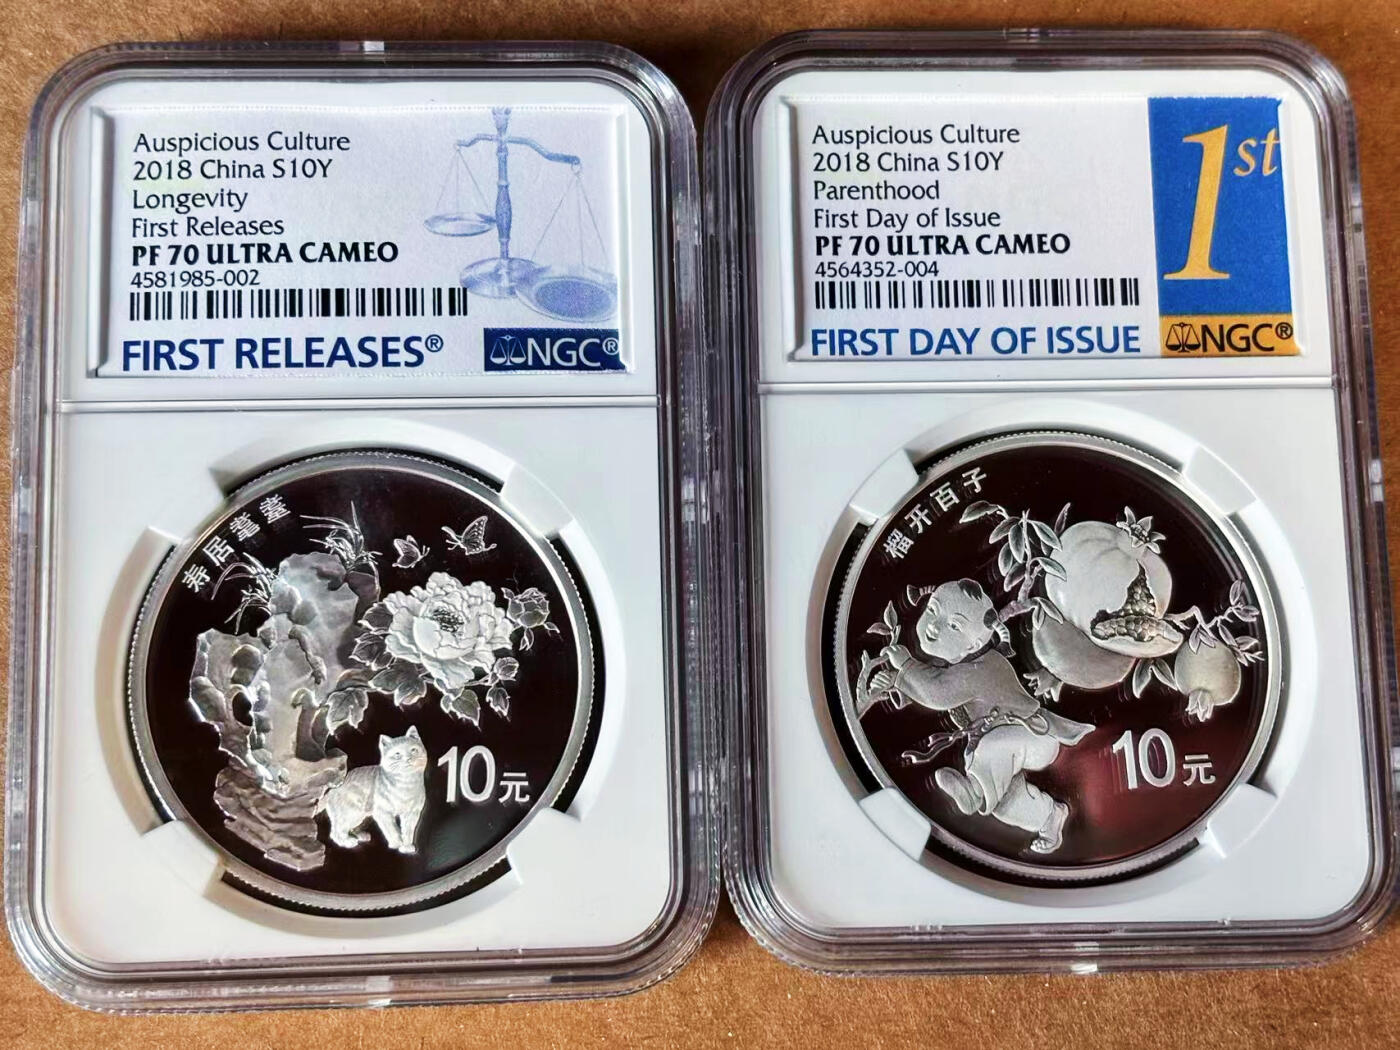 Auspicious Culture
2018 China S10Y
Longevity
First Releases
PF 70 ULTRA CAMEO
4581985-002
FIRST RELEASES®
NGC®
寿居耄耋
10元
Auspicious Culture
2018 China S10Y
Parenthood
First Day of Issue
PF 70 ULTRA CAMEO
4564352-004
FIRST DAY OF ISSUE
1st
NGC®
榴开百子
10元